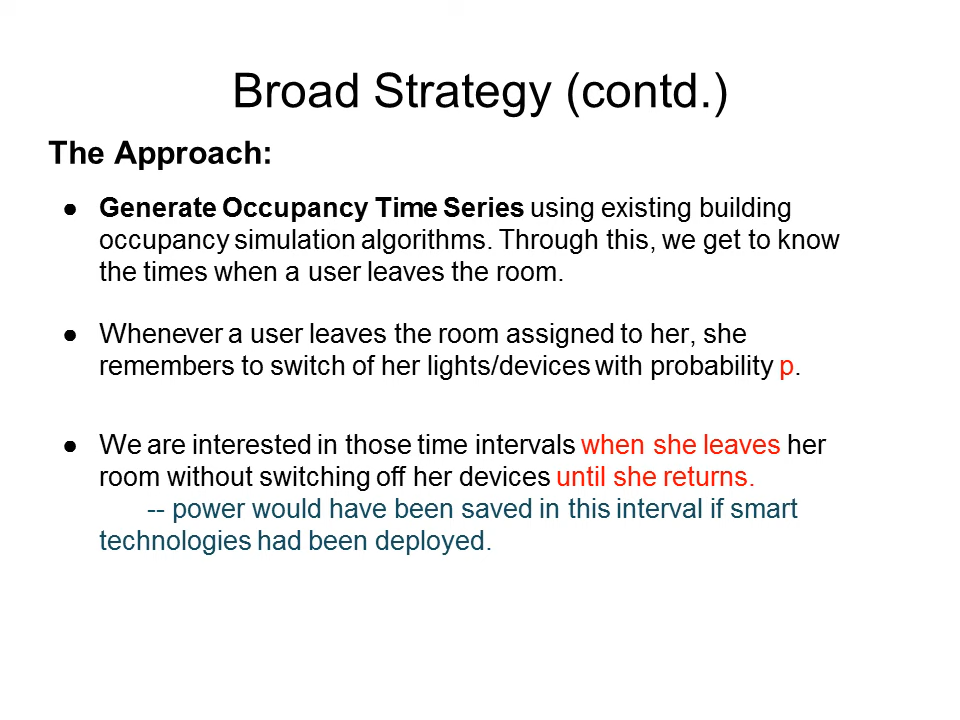 Broad Strategy (contd.)
The Approach:
● Generate Occupancy Time Series using existing building
occupancy simulation algorithms. Through this, we get to know
the times when a user leaves the room.
● Whenever a user leaves the room assigned to her, she
remembers to switch of her lights/devices with probability p.
● We are interested in those time intervals when she leaves her
room without switching off her devices until she returns.
-- power would have been saved in this interval if smart
technologies had been deployed.